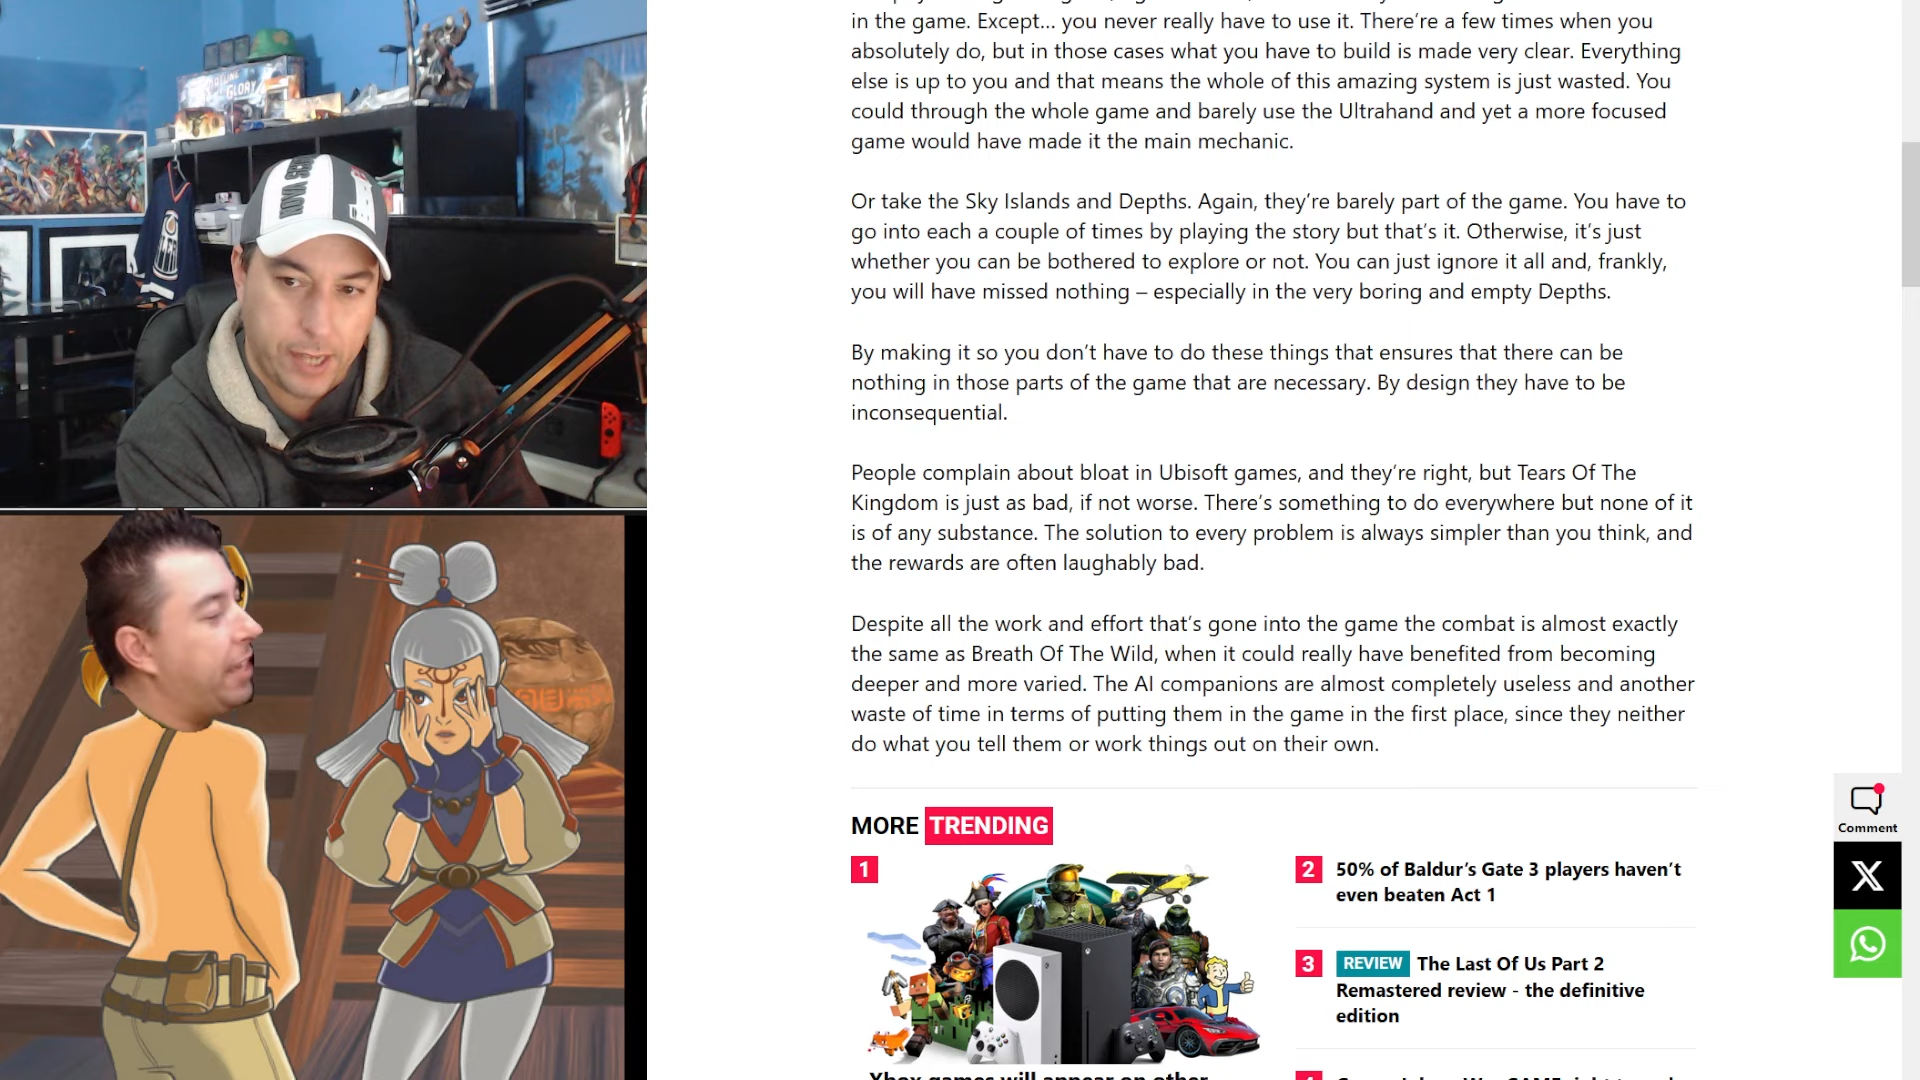 GLORY
NOVA
in the game. Except… you never really have to use it. There’re a few times when you
absolutely do, but in those cases what you have to build is made very clear. Everything
else is up to you and that means the whole of this amazing system is just wasted. You
could through the whole game and barely use the Ultrahand and yet a more focused
game would have made it the main mechanic.
Or take the Sky Islands and Depths. Again, they’re barely part of the game. You have to
go into each a couple of times by playing the story but that’s it. Otherwise, it’s just
whether you can be bothered to explore or not. You can just ignore it all and, frankly,
you will have missed nothing – especially in the very boring and empty Depths.
By making it so you don’t have to do these things that ensures that there can be
nothing in those parts of the game that are necessary. By design they have to be
inconsequential.
People complain about bloat in Ubisoft games, and they’re right, but Tears Of The
Kingdom is just as bad, if not worse. There’s something to do everywhere but none of it
is of any substance. The solution to every problem is always simpler than you think, and
the rewards are often laughably bad.
Despite all the work and effort that’s gone into the game the combat is almost exactly
the same as Breath Of The Wild, when it could really have benefited from becoming
deeper and more varied. The AI companions are almost completely useless and another
waste of time in terms of putting them in the game in the first place, since they neither
do what you tell them or work things out on their own.
MORE TRENDING
1
2 50% of Baldur’s Gate 3 players haven’t
even beaten Act 1
3 REVIEW The Last Of Us Part 2
Remastered review - the definitive
edition
Xbox games will appear on other
Comment